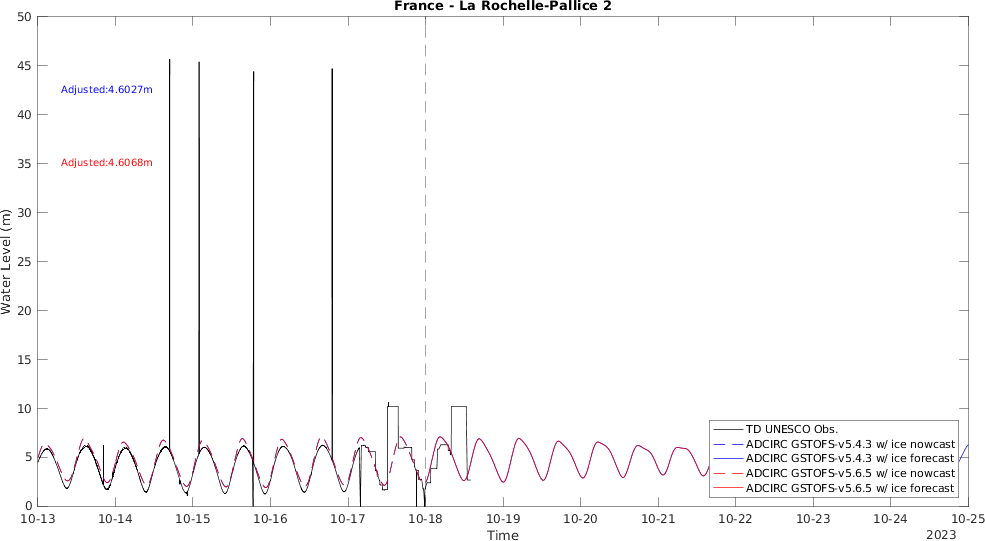 France - La Rochelle-Pallice 2
50
45
40
35
30
25
20
15
10
5
0
Water Level (m)
Adjusted:4.6027m
Adjusted:4.6068m
TD UNESCO Obs.
ADCIRC GSTOFS-v5.4.3 w/ ice nowcast
ADCIRC GSTOFS-v5.4.3 w/ ice forecast
ADCIRC GSTOFS-v5.6.5 w/ ice nowcast
ADCIRC GSTOFS-v5.6.5 w/ ice forecast
10-13 10-14 10-15 10-16 10-17 10-18 10-19 10-20 10-21 10-22 10-23 10-24 10-25
Time
2023